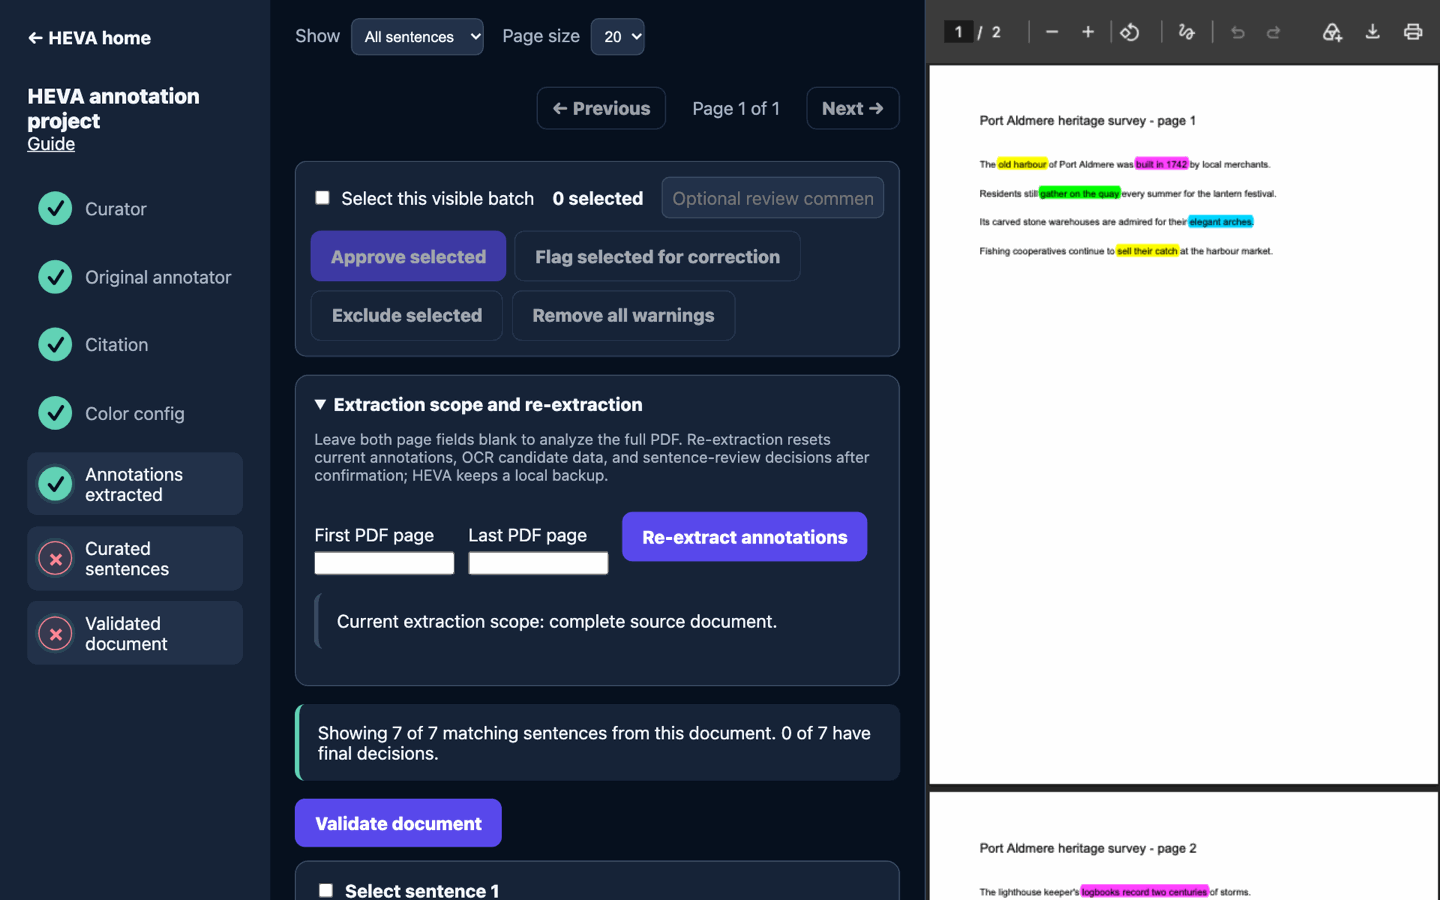 ← HEVA home
HEVA annotation
project
Guide
Curator
Original annotator
Citation
Color config
Annotations
extracted
Curated
sentences
Validated
document
Show All sentences Page size 20
← Previous Page 1 of 1 Next →
Select this visible batch 0 selected Optional review commen
Approve selected Flag selected for correction
Exclude selected Remove all warnings
▼ Extraction scope and re-extraction
Leave both page fields blank to analyze the full PDF. Re-extraction resets
current annotations, OCR candidate data, and sentence-review decisions after
confirmation; HEVA keeps a local backup.
First PDF page Last PDF page Re-extract annotations
Current extraction scope: complete source document.
Showing 7 of 7 matching sentences from this document. 0 of 7 have
final decisions.
Validate document
Select sentence 1
1 / 2
Port Aldmere heritage survey - page 1
The old harbour of Port Aldmere was built in 1742 by local merchants.
Residents still gather on the quay every summer for the lantern festival.
Its carved stone warehouses are admired for their elegant arches.
Fishing cooperatives continue to sell their catch at the harbour market.
Port Aldmere heritage survey - page 2
The lighthouse keeper's logbooks record two centuries of storms.